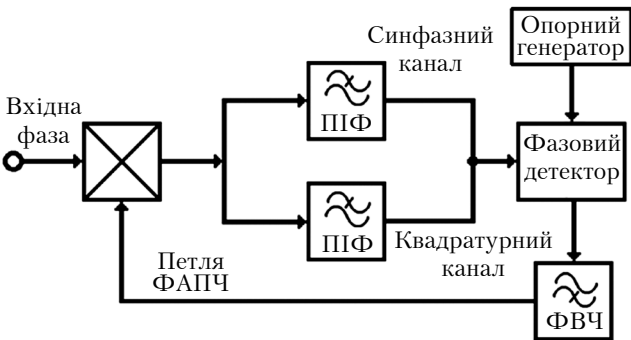 Синфазний
канал
Опорний
генератор
Вхідна
фаза
ПІФ
Фазовий
детектор
ПІФ
Квадратурний
канал
Петля
ФАПЧ
ФВЧ